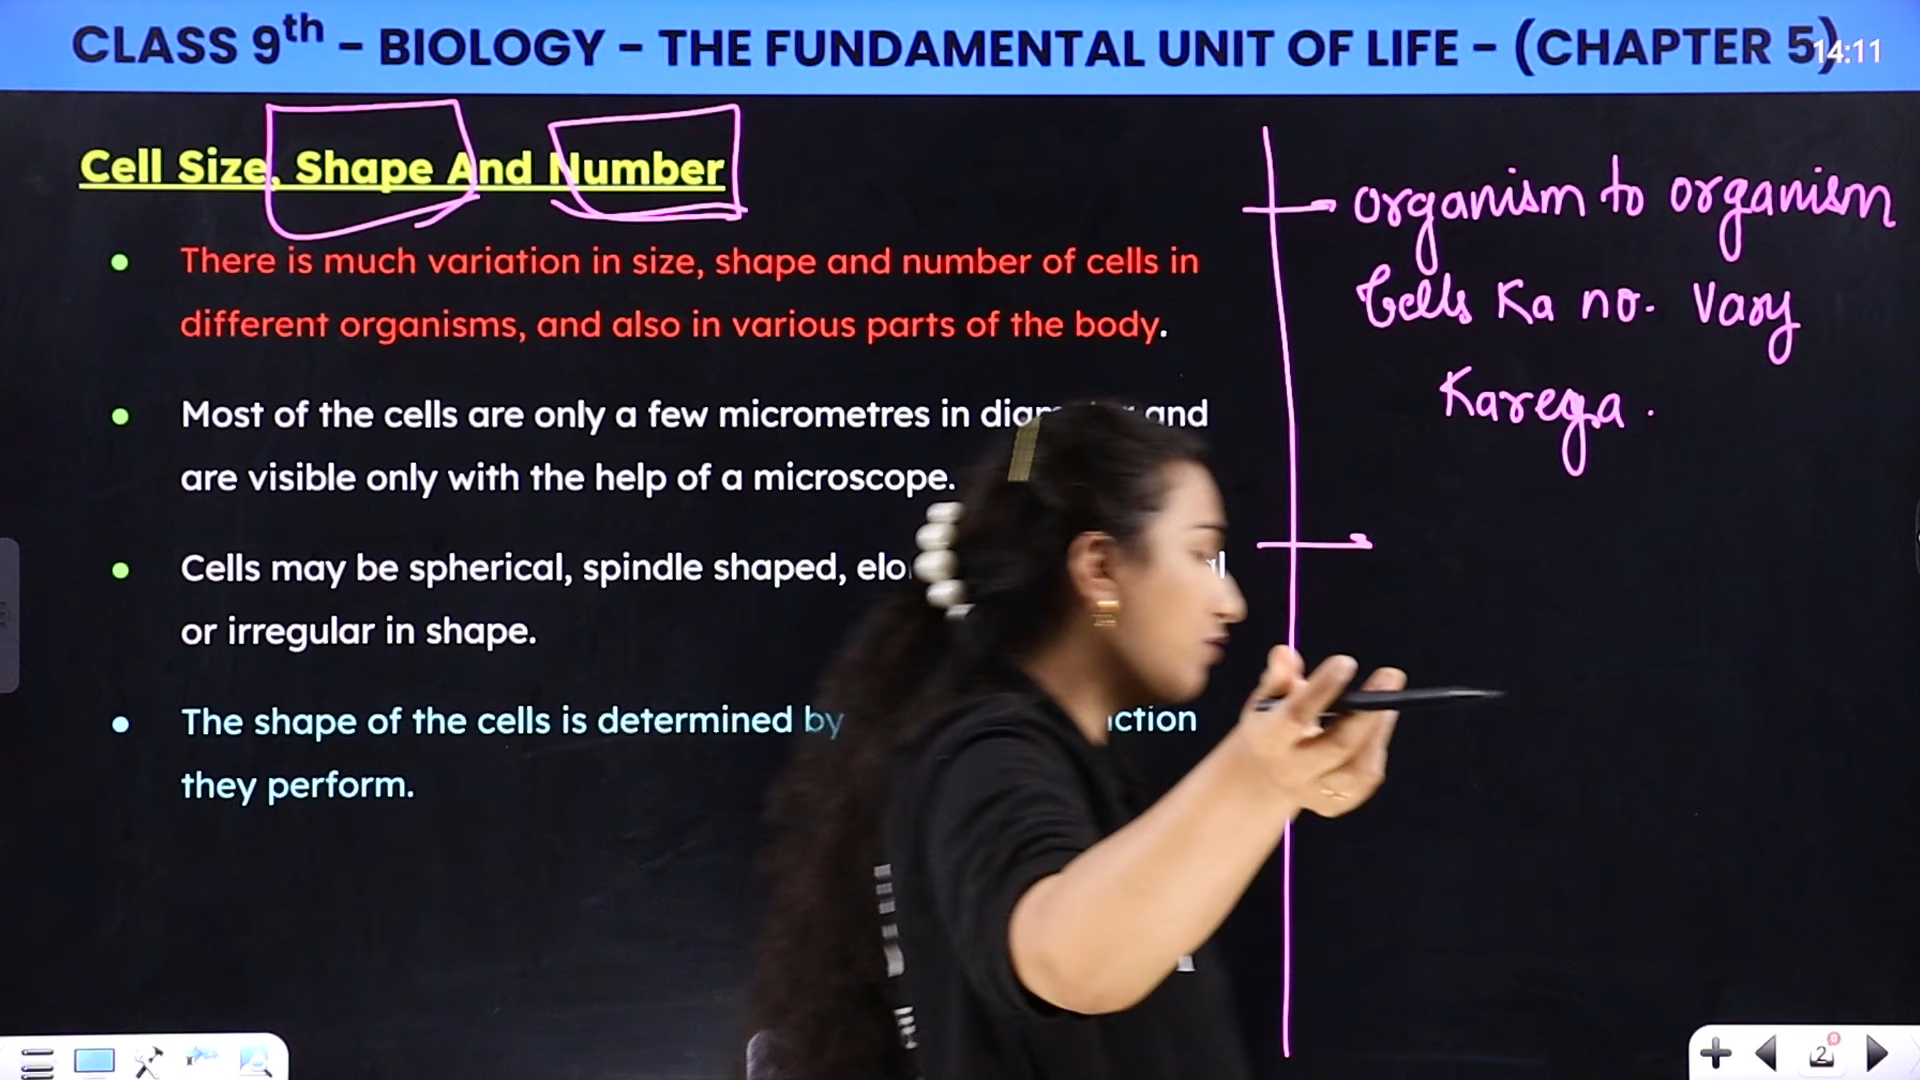 CLASS 9th - BIOLOGY - THE FUNDAMENTAL UNIT OF LIFE - (CHAPTER 5)
14:11
Cell Size, Shape And Number
There is much variation in size, shape and number of cells in
different organisms, and also in various parts of the body.
Most of the cells are only a few micrometres in and
are visible only with the help of a microscope.
Cells may be spherical, spindle shaped,
or irregular in shape.
The shape of the cells is determined by
they perform.
organism to organism
Cells Ka no. Vary
Karega.
2